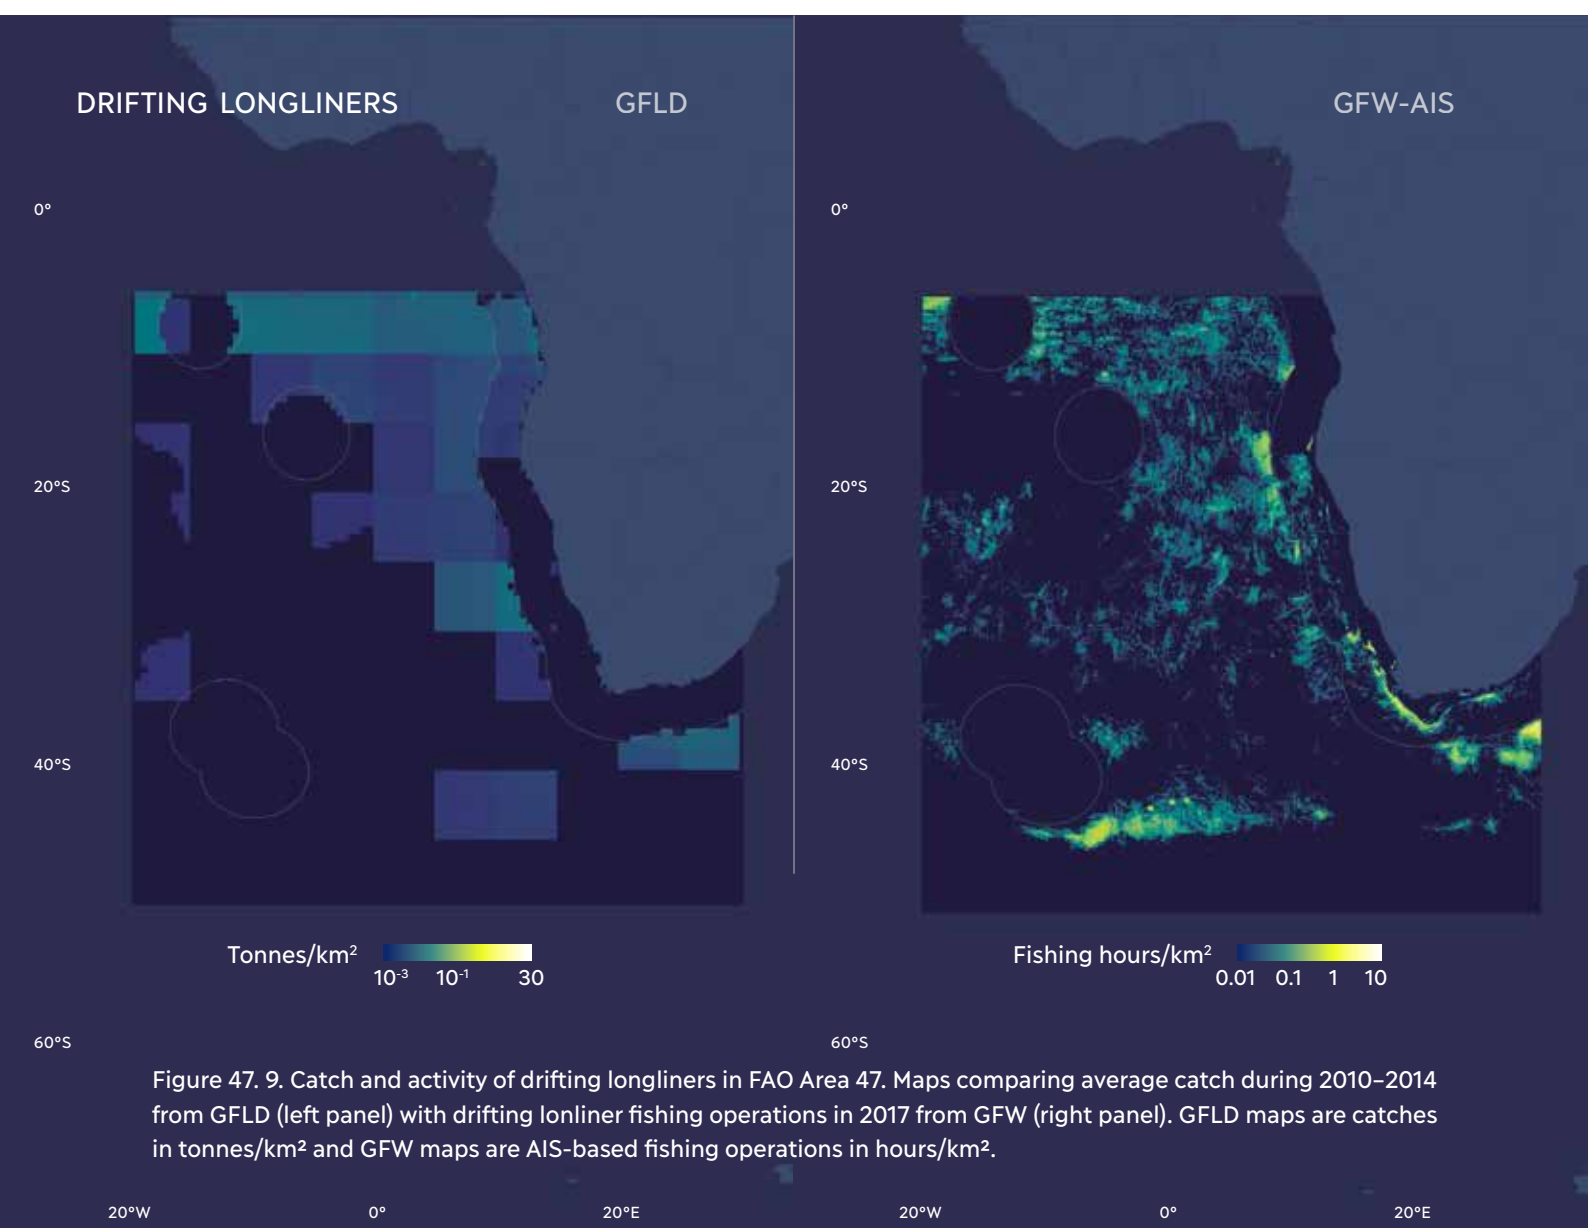 DRIFTING LONGLINERS
GFLD
GFW-AIS
0°
0°
20°S
20°S
40°S
40°S
Tonnes/km²
10⁻³ 10⁻¹ 30
Fishing hours/km²
0.01 0.1 1 10
60°S
60°S
Figure 47. 9. Catch and activity of drifting longliners in FAO Area 47. Maps comparing average catch during 2010–2014
from GFLD (left panel) with drifting lonliner fishing operations in 2017 from GFW (right panel). GFLD maps are catches
in tonnes/km² and GFW maps are AIS-based fishing operations in hours/km².
20°W 0° 20°E
20°W 0° 20°E